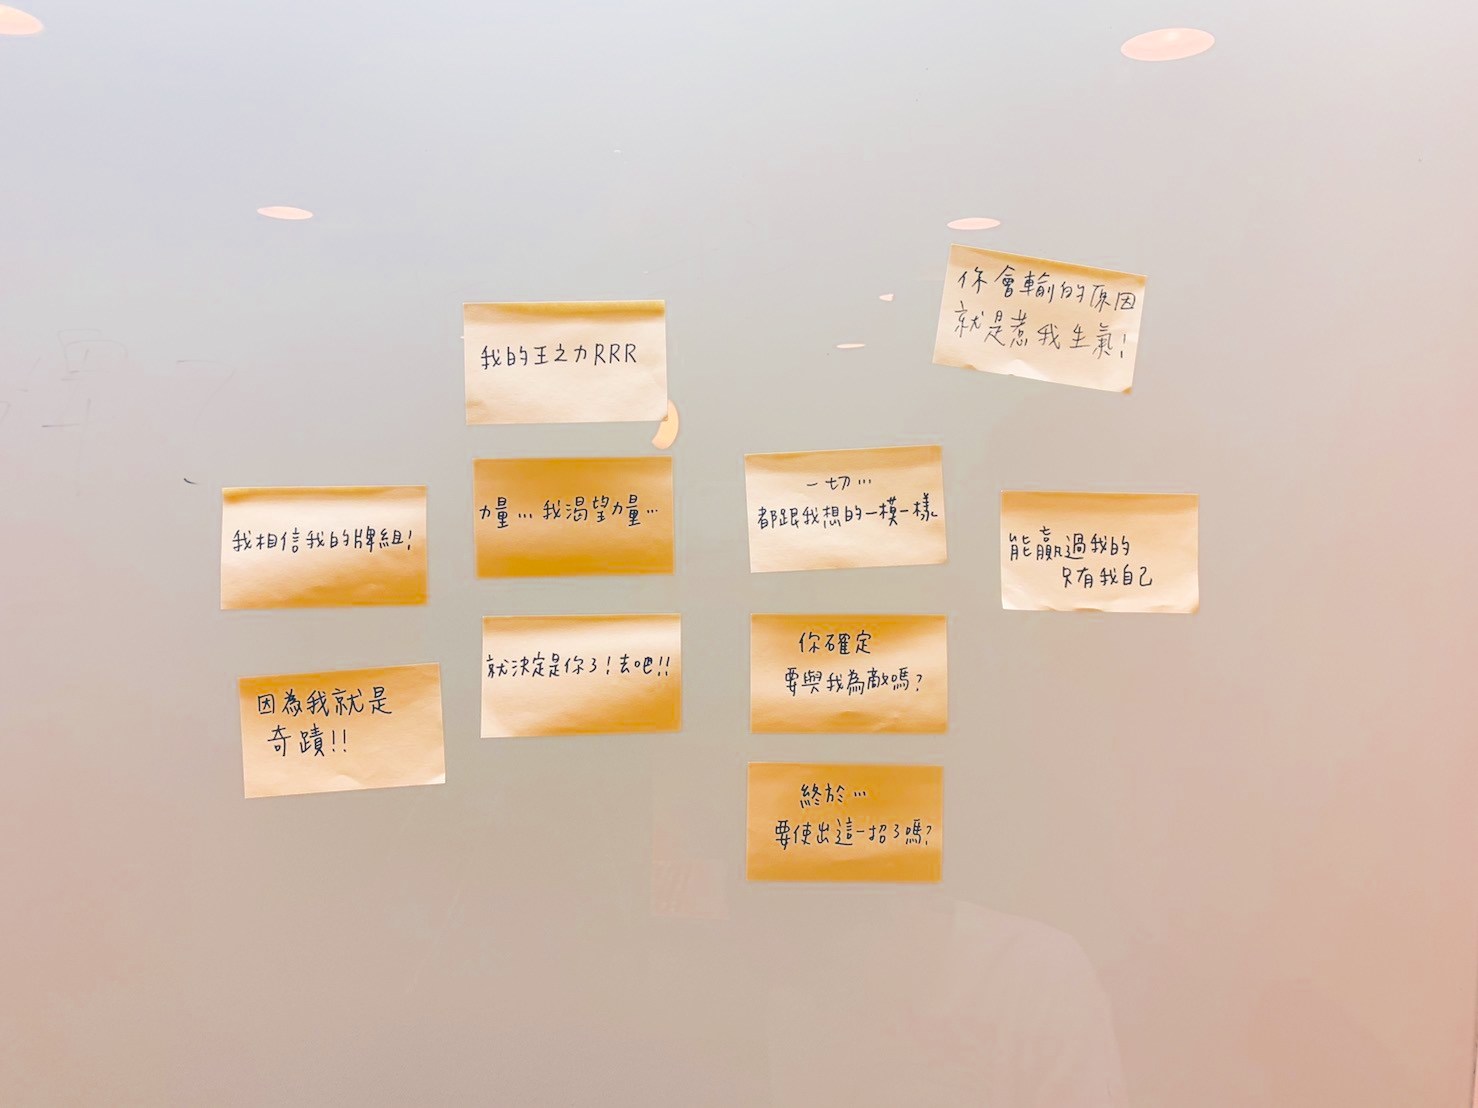 你會輸的原因
就是惹我生氣!
我的王之力RRR
力量...我渴望力量...
一切...
都跟我想的一模一樣
我相信我的牌組!
能贏過我的
只有我自己
就決定是你了!去吧!!
你確定
要與我為敵嗎?
因為我就是
奇蹟!!
終於...
要使出這一招了嗎?